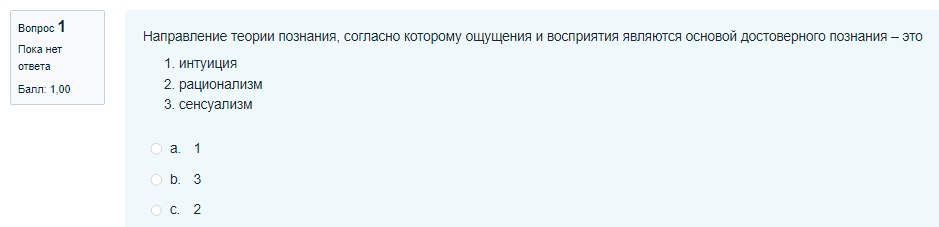 Вопрос 1
Пока нет
ответа
Балл: 1,00
Направление теории познания, согласно которому ощущения и восприятия являются основой достоверного познания – это
1. интуиция
2. рационализм
3. сенсуализм
a. 1
b. 3
c. 2